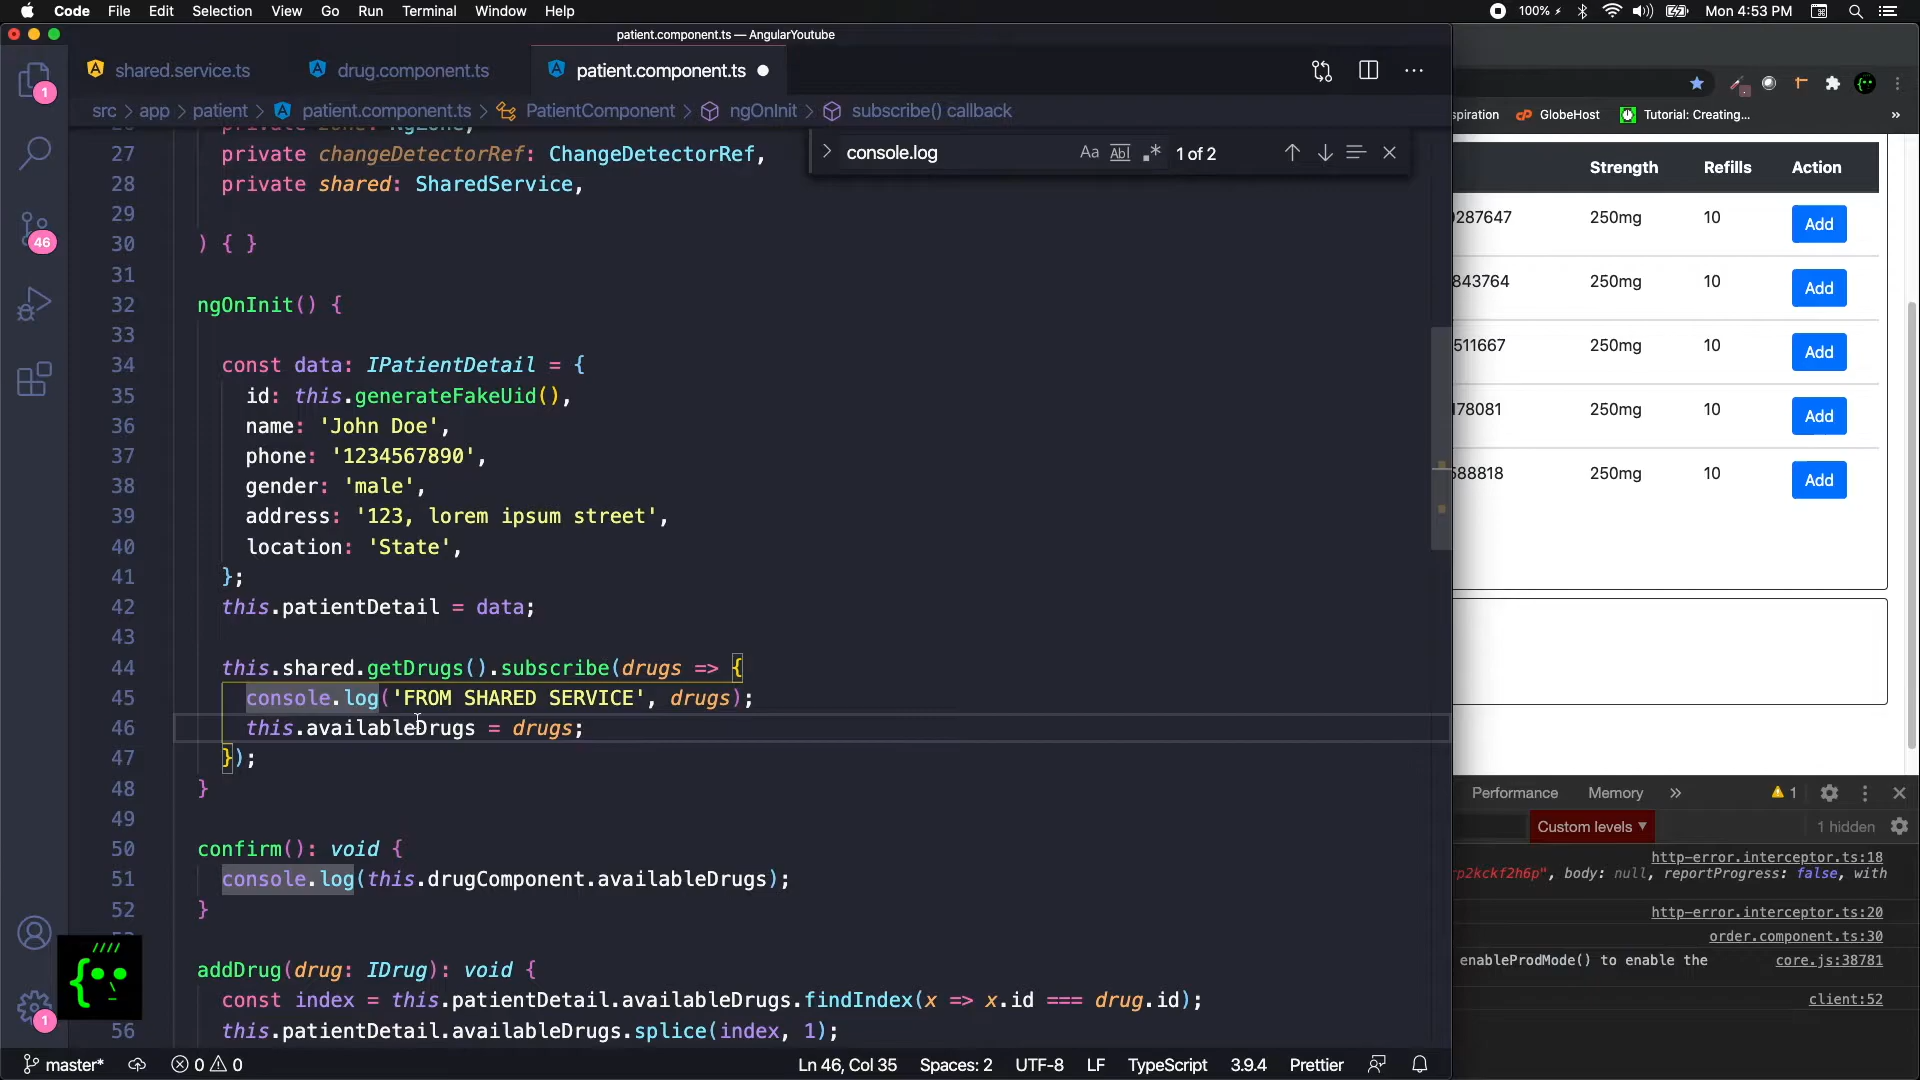 Code File Edit Selection View Go Run Terminal Window Help
100% Mon 4:53 PM
patient.component.ts — AngularYoutube
shared.service.ts drug.component.ts patient.component.ts
src > app > patient > patient.component.ts > PatientComponent > ngOnInit > subscribe() callback
console.log Aa Abl .* 1 of 2
27 private changeDetectorRef: ChangeDetectorRef,
28 private shared: SharedService,
29
30 ) { }
31
32 ngOnInit() {
33
34 const data: IPatientDetail = {
35 id: this.generateFakeUid(),
36 name: 'John Doe',
37 phone: '1234567890',
38 gender: 'male',
39 address: '123, lorem ipsum street',
40 location: 'State',
41 };
42 this.patientDetail = data;
43
44 this.shared.getDrugs().subscribe(drugs => {
45 console.log('FROM SHARED SERVICE', drugs);
46 this.availableDrugs = drugs;
47 });
48 }
49
50 confirm(): void {
51 console.log(this.drugComponent.availableDrugs);
52 }
addDrug(drug: IDrug): void {
const index = this.patientDetail.availableDrugs.findIndex(x => x.id === drug.id);
56 this.patientDetail.availableDrugs.splice(index, 1);
1
46
1
master* 0 0 Ln 46, Col 35 Spaces: 2 UTF-8 LF TypeScript 3.9.4 Prettier
spiration GlobeHost Tutorial: Creating... »
Strength Refills Action
287647 250mg 10 Add
843764 250mg 10 Add
511667 250mg 10 Add
178081 250mg 10 Add
688818 250mg 10 Add
Performance Memory » 1
Custom levels ▼ 1 hidden
http-error.interceptor.ts:18
rp2kckf2h6p", body: null, reportProgress: false, with
http-error.interceptor.ts:20
order.component.ts:30
enableProdMode() to enable the core.js:38781
client:52